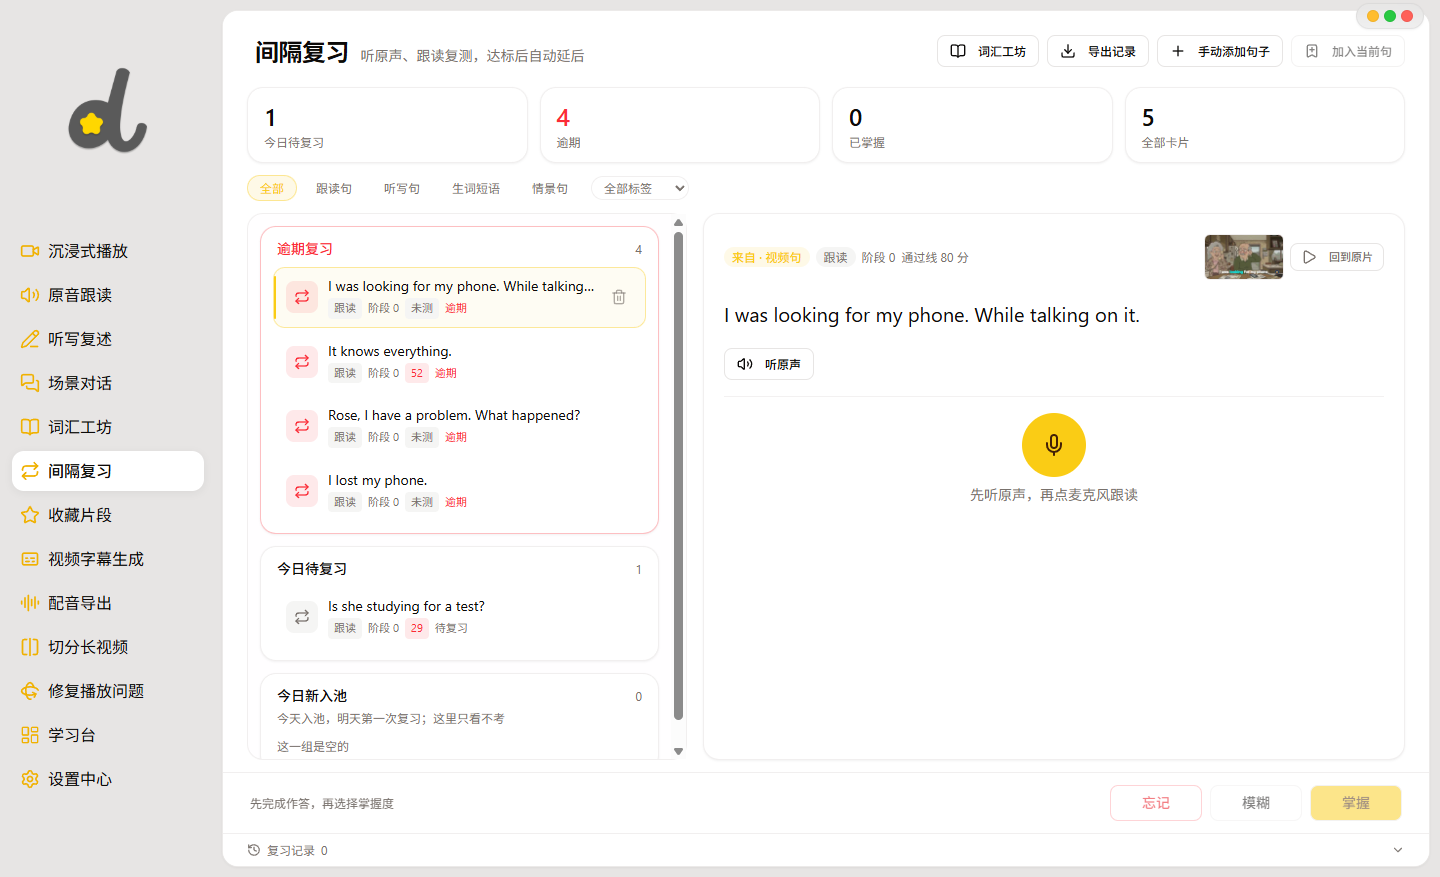 间隔复习 听原声、跟读复测，达标后自动延后
词汇工坊
导出记录
手动添加句子
加入当前句
1
今日待复习
4
逾期
0
已掌握
5
全部卡片
全部 跟读句 听写句 生词短语 情景句 全部标签
沉浸式播放
原音跟读
听写复述
场景对话
词汇工坊
间隔复习
收藏片段
视频字幕生成
配音导出
切分长视频
修复播放问题
学习台
设置中心
逾期复习 4
I was looking for my phone. While talking...
跟读 阶段 0 未测 逾期
It knows everything.
跟读 阶段 0 52 逾期
Rose, I have a problem. What happened?
跟读 阶段 0 未测 逾期
I lost my phone.
跟读 阶段 0 未测 逾期
今日待复习 1
Is she studying for a test?
跟读 阶段 0 29 待复习
今日新入池 0
今天入池，明天第一次复习；这里只看不考
这一组是空的
来自 · 视频句 跟读 阶段 0 通过线 80 分
回到原片
I was looking for my phone. While talking on it.
听原声
先听原声，再点麦克风跟读
先完成作答，再选择掌握度
忘记 模糊 掌握
复习记录 0